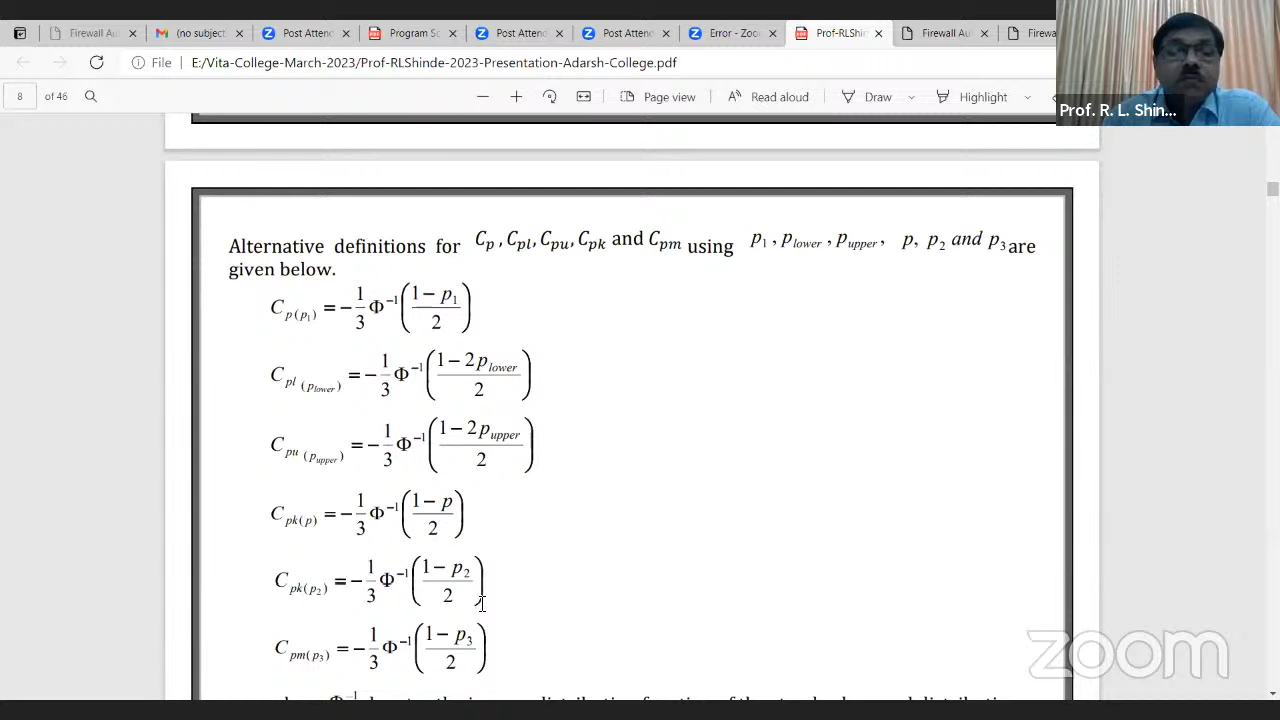 Firewall Au
(no subject
Post Attend
Program Sc
Post Attend
Post Attend
Error - Zoo
Prof-RLShin
Firewall Au
Firew
File
E:/Vita-College-March-2023/Prof-RLShinde-2023-Presentation-Adarsh-College.pdf
8 of 46
Page view
Read aloud
Draw
Highlight
Prof. R. L. Shin...
Alternative definitions for C_p, C_pl, C_pu, C_pk and C_pm using p_1, p_lower, p_upper, p, p_2 and p_3 are
given below.
C_p(p_1) = −1/3 Φ^−1((1 − p_1)/2)
C_pl (p_lower) = −1/3 Φ^−1((1 − 2p_lower)/2)
C_pu (p_upper) = −1/3 Φ^−1((1 − 2p_upper)/2)
C_pk(p) = −1/3 Φ^−1((1 − p)/2)
C_pk(p_2) = −1/3 Φ^−1((1 − p_2)/2)
C_pm(p_3) = −1/3 Φ^−1((1 − p_3)/2)
zoom